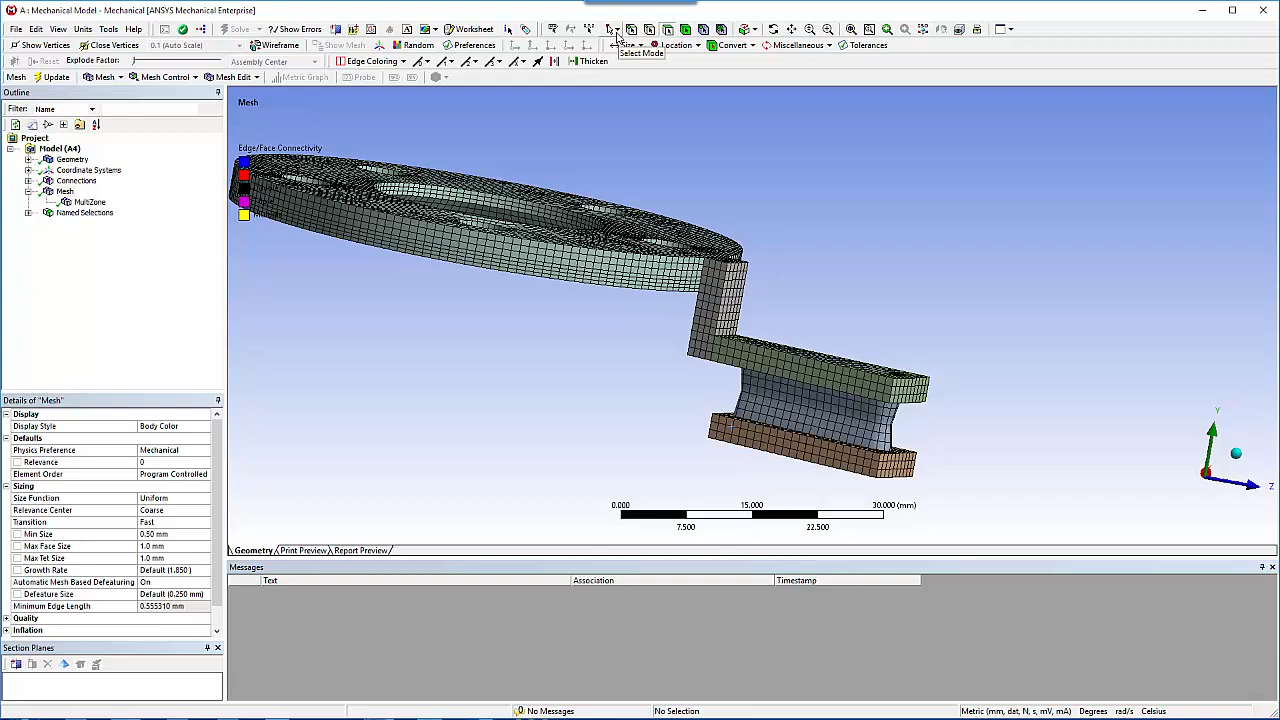 A : Mechanical Model - Mechanical [ANSYS Mechanical Enterprise]
File Edit View Units Tools Help Solve Show Errors Worksheet
Show Vertices Close Vertices 0.1 (Auto Scale) Wireframe Show Mesh Random Preferences Size Location Convert Miscellaneous Tolerances
Select Mode
Reset Explode Factor: Assembly Center Edge Coloring Thicken
Mesh Update Mesh Mesh Control Mesh Edit Metric Graph Probe
Outline
Filter: Name
Project
Model (A4)
Geometry
Coordinate Systems
Connections
Mesh
MultiZone
Named Selections
Details of "Mesh"
Display
Display Style Body Color
Defaults
Physics Preference Mechanical
Relevance 0
Element Order Program Controlled
Sizing
Size Function Uniform
Relevance Center Coarse
Transition Fast
Min Size 0.50 mm
Max Face Size 1.0 mm
Max Tet Size 1.0 mm
Growth Rate Default (1.850 )
Automatic Mesh Based Defeaturing On
Defeature Size Default (0.250 mm)
Minimum Edge Length 0.555310 mm
Quality
Inflation
Section Planes
Mesh
Edge/Face Connectivity
0.000 15.000 30.000 (mm)
7.500 22.500
Y
Z
Geometry Print Preview Report Preview
Messages
Text Association Timestamp
No Messages No Selection Metric (mm, dat, N, s, mV, mA) Degrees rad/s Celsius